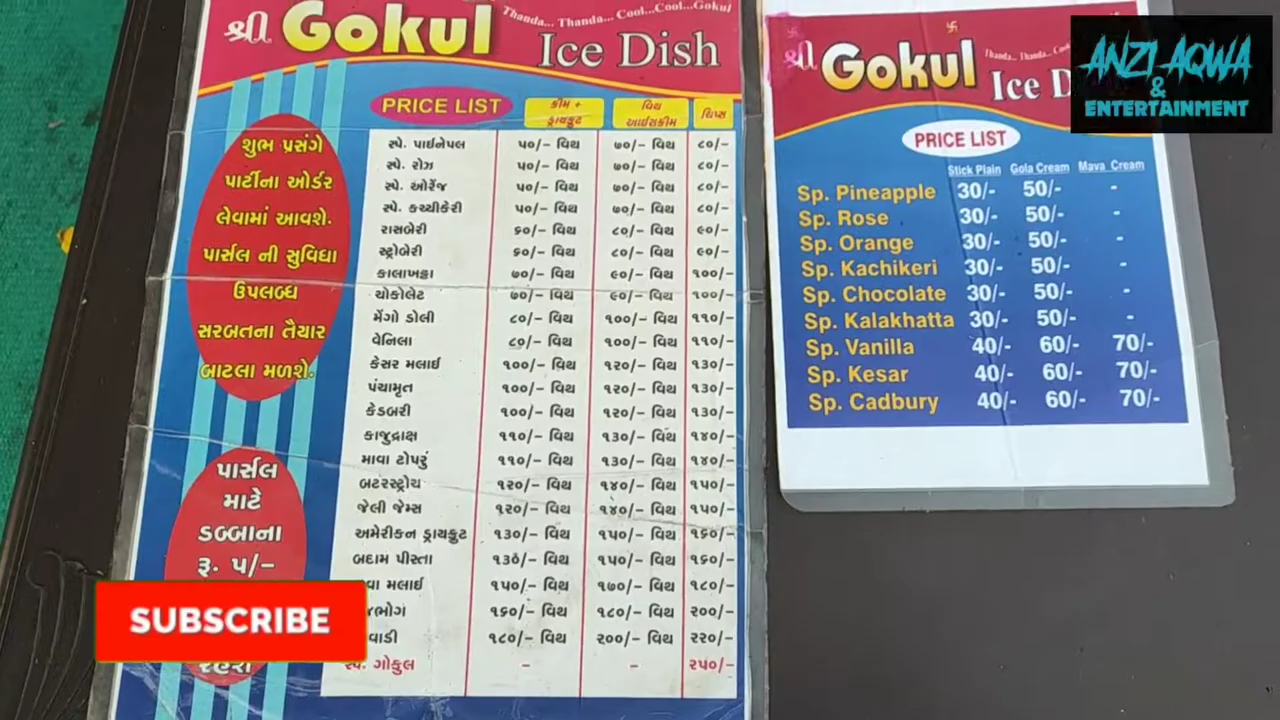 શ્રી Gokul
Thanda... Thanda... Cool...Cool...Gokul
Ice Dish
PRICE LIST ક્રીમ + ડ્રાયફ્રુટ વિથ આઈસક્રીમ ચિપ્સ
સ્પે. પાઈનેપલ ૫૦/- વિથ ૭૦/- વિથ ૮૦/-
સ્પે. રોઝ ૫૦/- વિથ ૭૦/- વિથ ૮૦/-
સ્પે. ઓરેંજ ૫૦/- વિથ ૭૦/- વિથ ૮૦/-
સ્પે. કચ્ચીકેરી ૫૦/- વિથ ૭૦/- વિથ ૮૦/-
રાસબેરી ૬૦/- વિથ ૮૦/- વિથ ૯૦/-
સ્ટ્રોબેરી ૬૦/- વિથ ૮૦/- વિથ ૯૦/-
કાલાખટ્ટા ૭૦/- વિથ ૯૦/- વિથ ૧૦૦/-
ચોકોલેટ ૭૦/- વિથ ૯૦/- વિથ ૧૦૦/-
મેંગો ડોલી ૮૦/- વિથ ૧૦૦/- વિથ ૧૧૦/-
વેનિલા ૮૦/- વિથ ૧૦૦/- વિથ ૧૧૦/-
કેસર મલાઈ ૧૦૦/- વિથ ૧૨૦/- વિથ ૧૩૦/-
પંચામૃત ૧૦૦/- વિથ ૧૨૦/- વિથ ૧૩૦/-
કેડબરી ૧૦૦/- વિથ ૧૨૦/- વિથ ૧૩૦/-
કાજુદ્રાક્ષ ૧૧૦/- વિથ ૧૩૦/- વિથ ૧૪૦/-
માવા ટોપરું ૧૧૦/- વિથ ૧૩૦/- વિથ ૧૪૦/-
બટરસ્ટ્રોચ ૧૨૦/- વિથ ૧૪૦/- વિથ ૧૫૦/-
જેલી જેમ્સ ૧૨૦/- વિથ ૧૪૦/- વિથ ૧૫૦/-
અમેરીકન ડ્રાયફ્રુટ ૧૩૦/- વિથ ૧૫૦/- વિથ ૧૬૦/-
બદામ પીસ્તા ૧૩૦/- વિથ ૧૫૦/- વિથ ૧૬૦/-
વા મલાઈ ૧૫૦/- વિથ ૧૭૦/- વિથ ૧૮૦/-
ભોગ ૧૬૦/- વિથ ૧૮૦/- વિથ ૨૦૦/-
વાડી ૧૮૦/- વિથ ૨૦૦/- વિથ ૨૨૦/-
સ્પે. ગોકુલ - - ૨૫૦/-
શુભ પ્રસંગે
પાર્ટીના ઓર્ડર
લેવામાં આવશે.
પાર્સલ ની સુવિધા
ઉપલબ્ધ
સરબતના તૈયાર
બાટલા મળશે.
પાર્સલ
માટે
ડબ્બાના
રૂ. ૫/-
SUBSCRIBE
શ્રી Gokul
Ice
PRICE LIST
Stick Plain Gola Cream Mava Cream
Sp. Pineapple 30/- 50/- -
Sp. Rose 30/- 50/- -
Sp. Orange 30/- 50/- -
Sp. Kachikeri 30/- 50/- -
Sp. Chocolate 30/- 50/- -
Sp. Kalakhatta 30/- 50/- -
Sp. Vanilla 40/- 60/- 70/-
Sp. Kesar 40/- 60/- 70/-
Sp. Cadbury 40/- 60/- 70/-
ANZI AQWA
&
ENTERTAINMENT